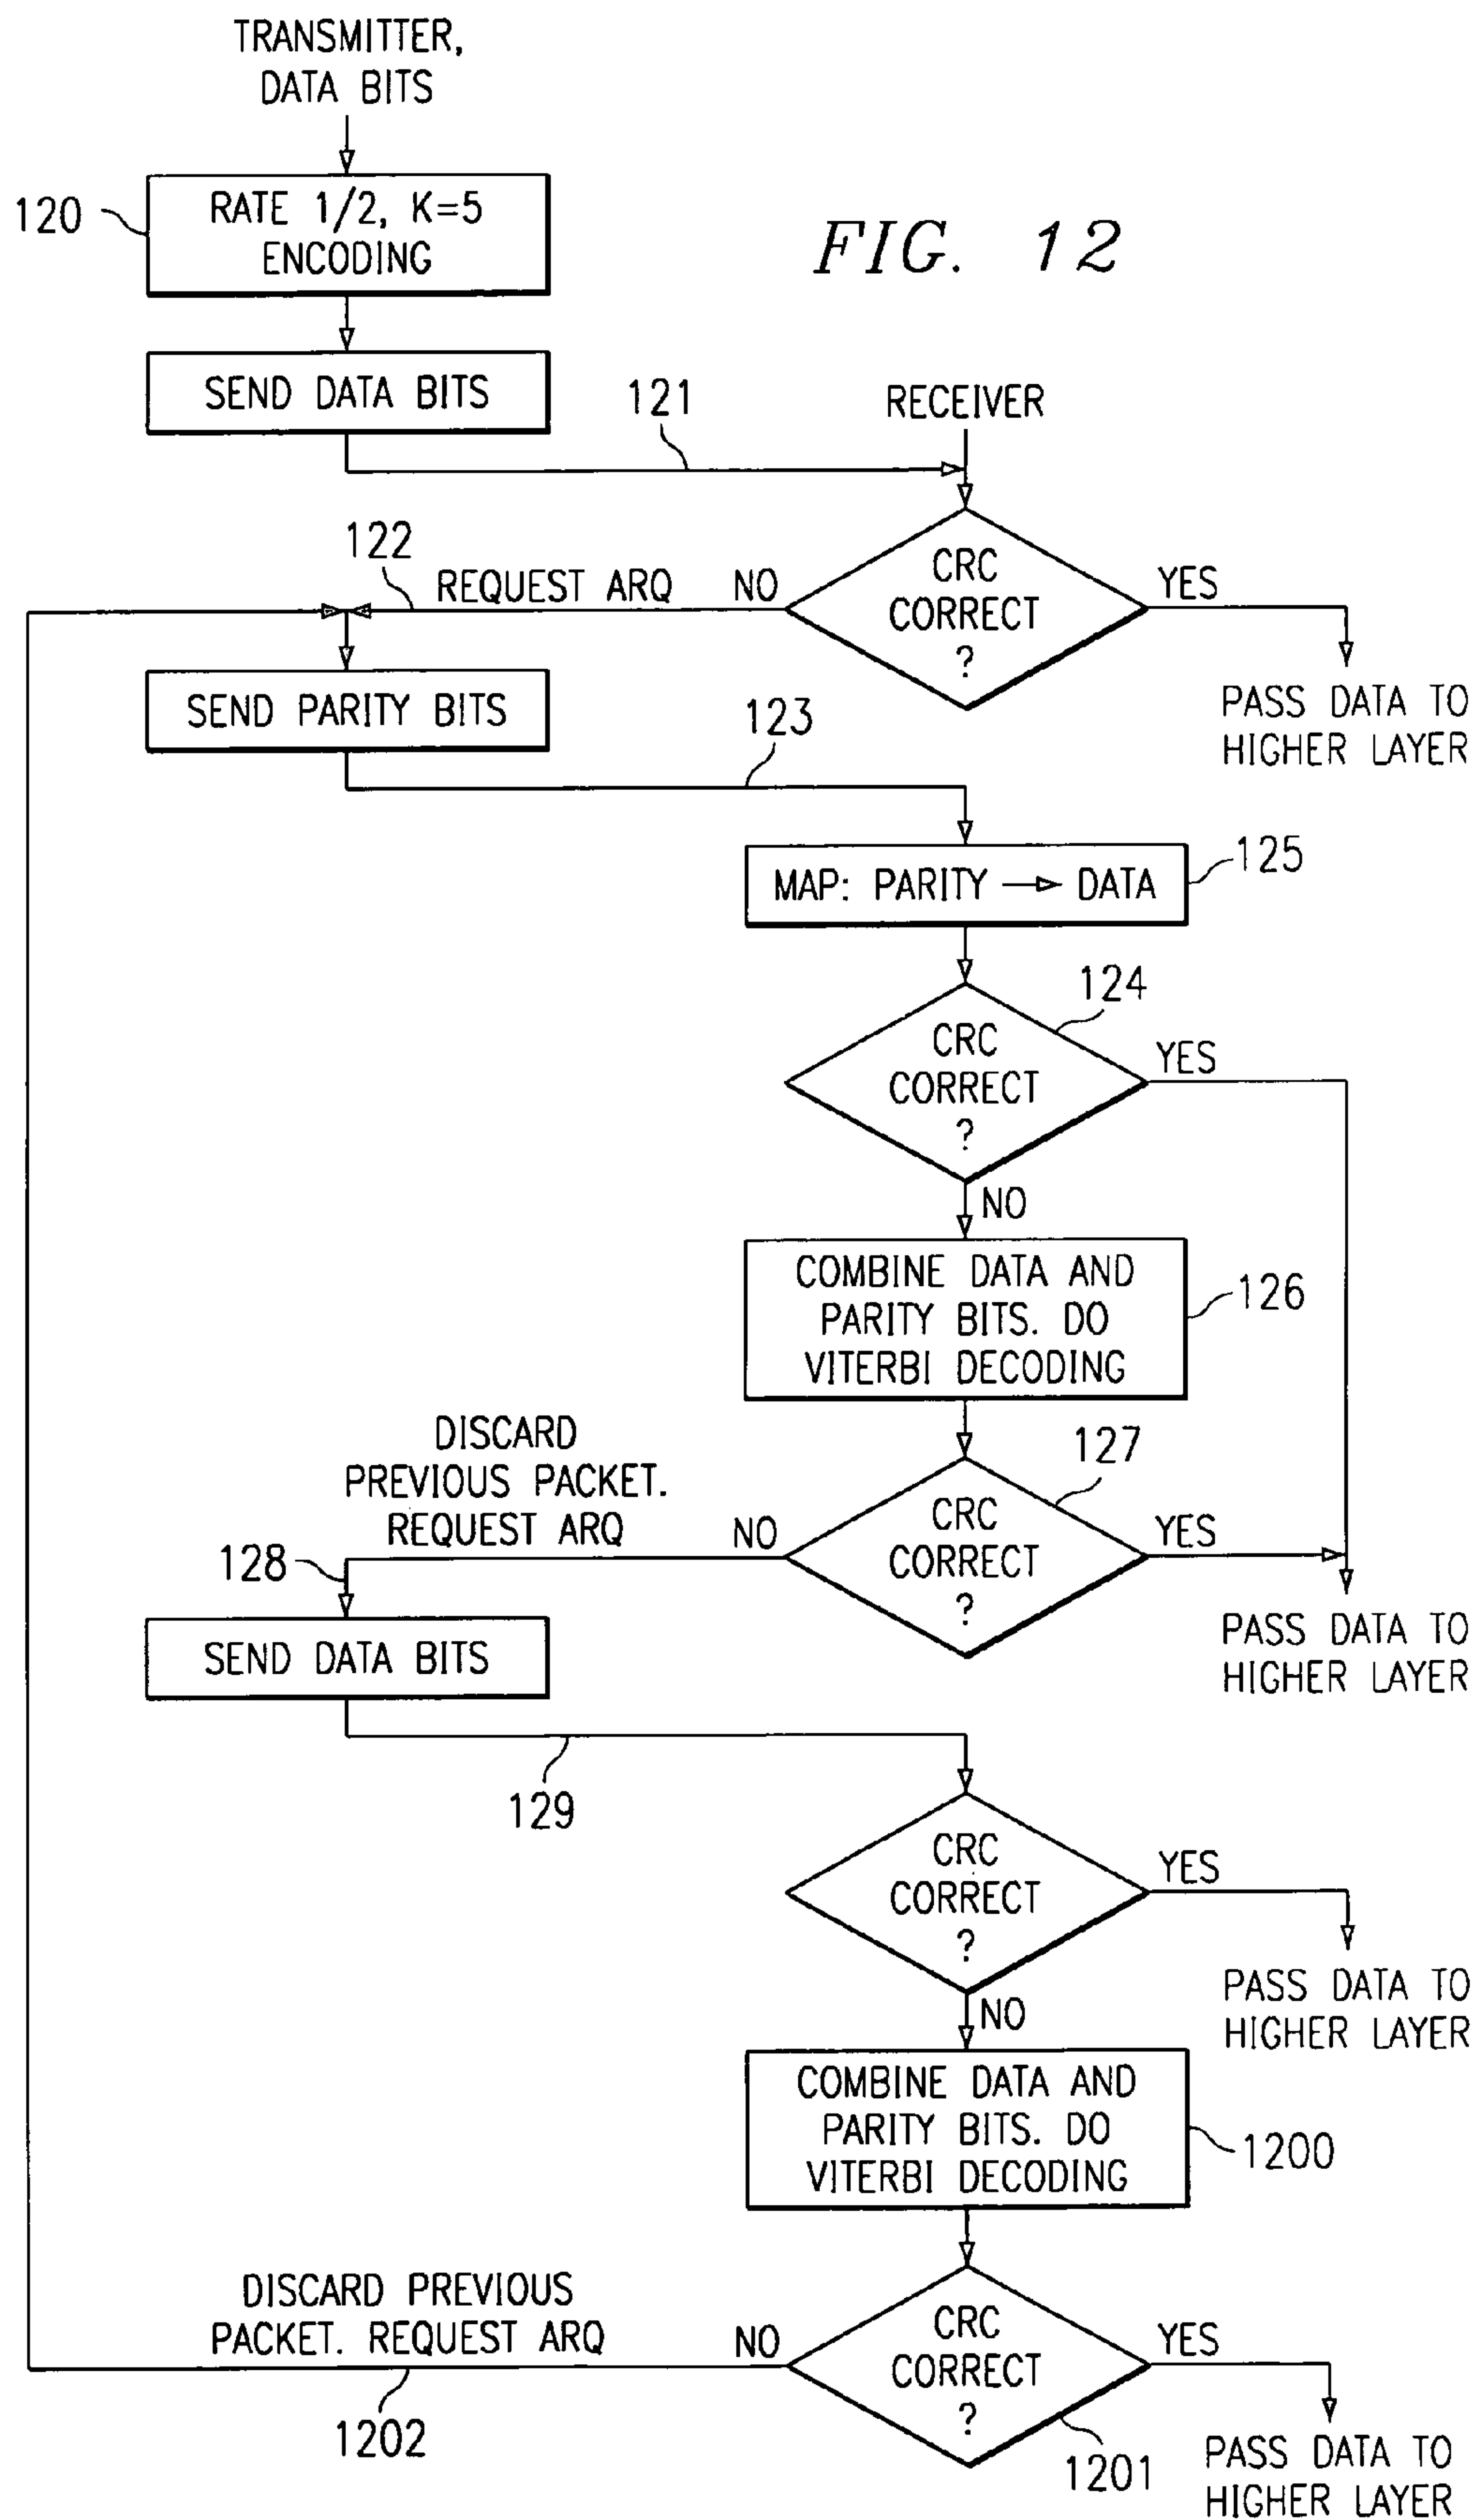 TRANSMITTER,
DATA BITS
120
RATE 1/2, K=5
ENCODING
FIG. 12
SEND DATA BITS
121
RECEIVER
122
REQUEST ARQ
NO
CRC
CORRECT
?
YES
SEND PARITY BITS
PASS DATA TO
HIGHER LAYER
123
MAP: PARITY → DATA
125
124
CRC
CORRECT
?
YES
NO
COMBINE DATA AND
PARITY BITS. DO
VITERBI DECODING
126
DISCARD
PREVIOUS PACKET.
REQUEST ARQ
NO
127
CRC
CORRECT
?
YES
128
SEND DATA BITS
PASS DATA TO
HIGHER LAYER
129
CRC
CORRECT
?
YES
PASS DATA TO
HIGHER LAYER
NO
COMBINE DATA AND
PARITY BITS. DO
VITERBI DECODING
1200
DISCARD PREVIOUS
PACKET. REQUEST ARQ
NO
CRC
CORRECT
?
YES
1202
1201
PASS DATA TO
HIGHER LAYER